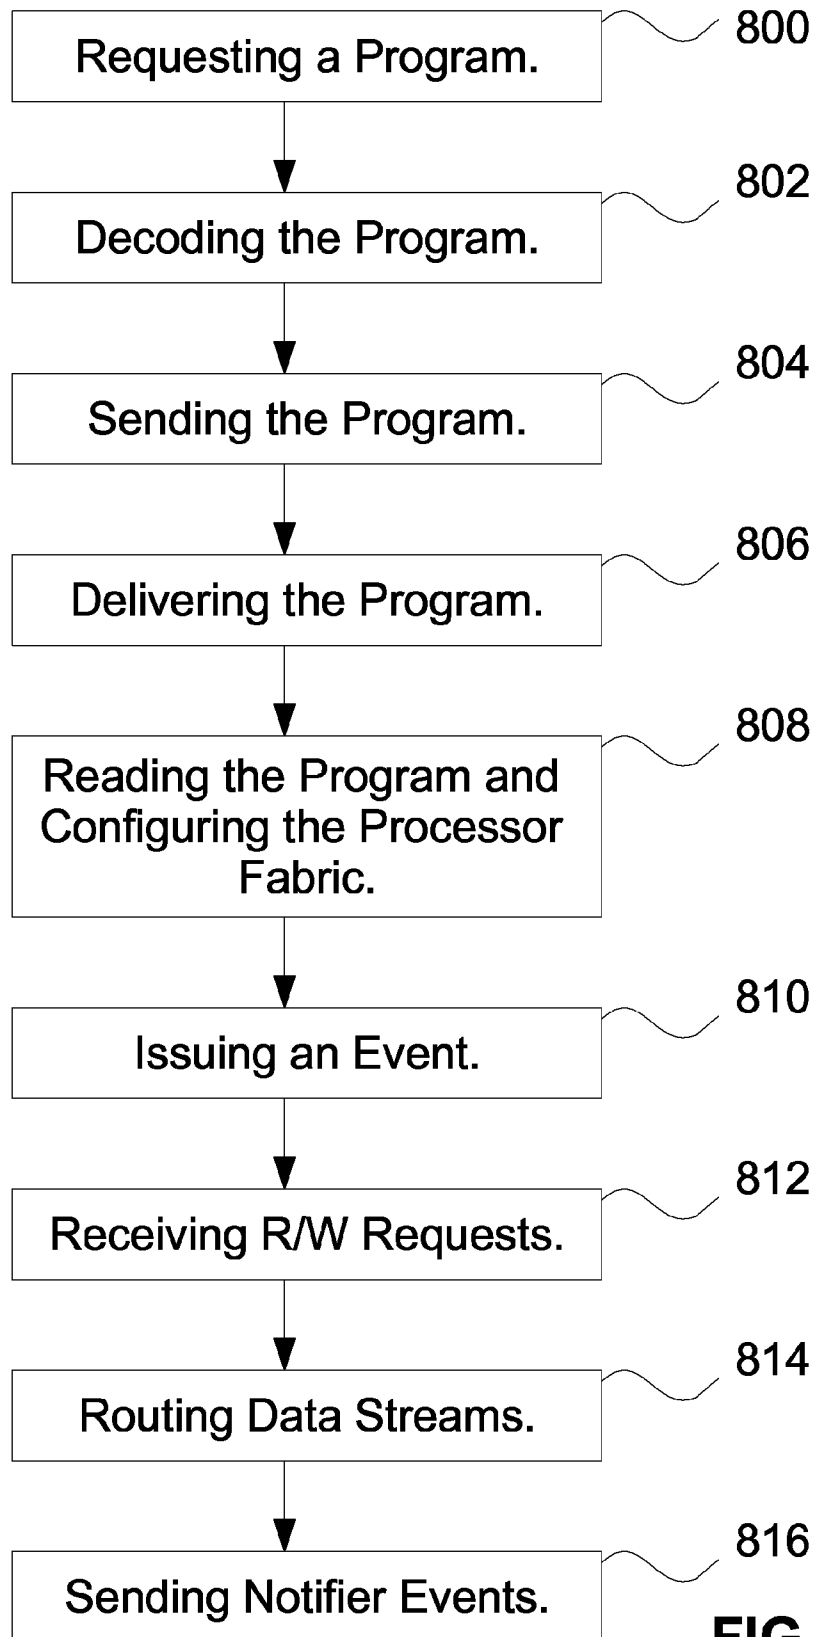 800
Requesting a Program.
802
Decoding the Program.
804
Sending the Program.
806
Delivering the Program.
808
Reading the Program and
Configuring the Processor
Fabric.
810
Issuing an Event.
812
Receiving R/W Requests.
814
Routing Data Streams.
816
Sending Notifier Events.
FIG